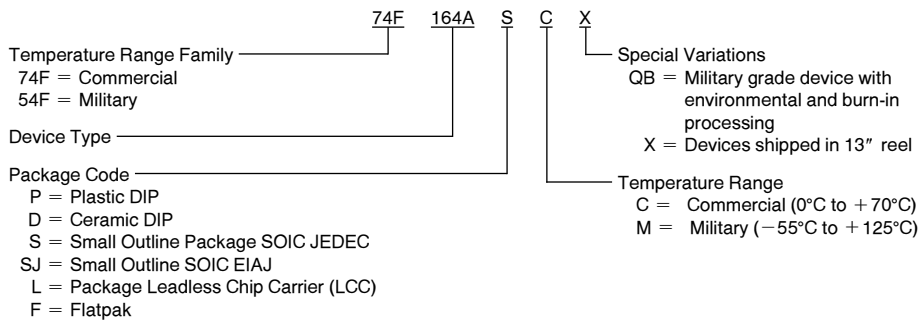 74F 164A S C X
Temperature Range Family
74F = Commercial
54F = Military
Device Type
Package Code
P = Plastic DIP
D = Ceramic DIP
S = Small Outline Package SOIC JEDEC
SJ = Small Outline SOIC EIAJ
L = Package Leadless Chip Carrier (LCC)
F = Flatpak
Special Variations
QB = Military grade device with
environmental and burn-in
processing
X = Devices shipped in 13″ reel
Temperature Range
C = Commercial (0°C to +70°C)
M = Military (−55°C to +125°C)